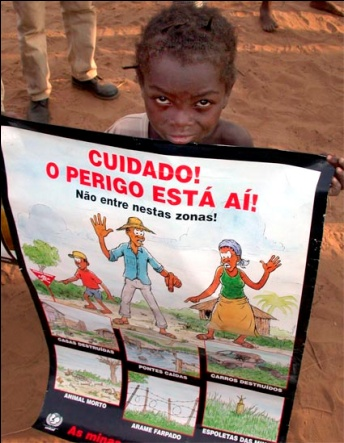 CUIDADO!
O PERIGO ESTÁ AÍ!
Não entre nestas zonas!
CASAS DESTRUÍDAS
PONTES CAÍDAS
CARROS DESTRUÍDOS
ANIMAL MORTO
ARAME FARPADO
ESPOLETAS DAS
As minas
unicef